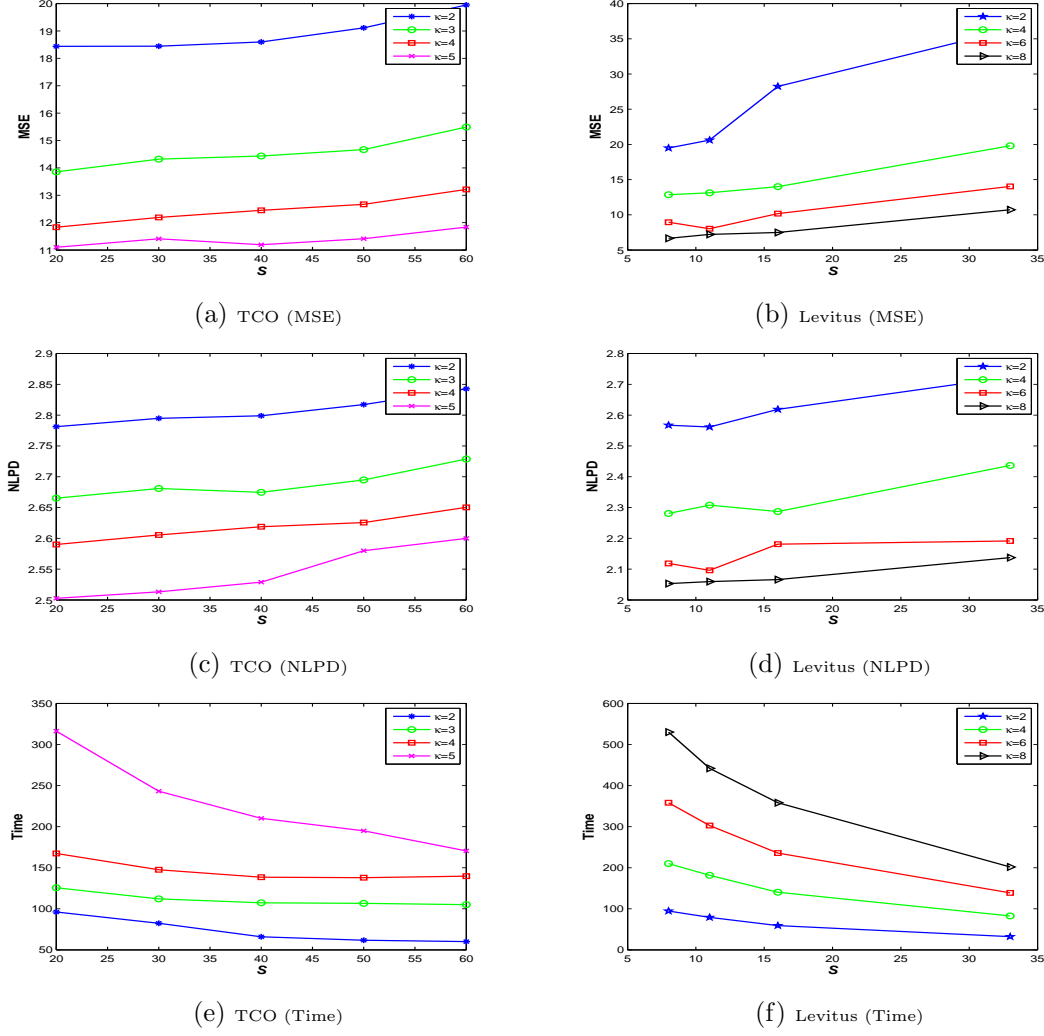 20
19
18
17
16
15
14
13
12
11
MSE
20 25 30 35 40 45 50 55 60
S
κ=2
κ=3
κ=4
κ=5
(a) TCO (MSE)
40
35
30
25
20
15
10
5
MSE
5 10 15 20 25 30 35
S
κ=2
κ=4
κ=6
κ=8
(b) Levitus (MSE)
2.9
2.85
2.8
2.75
2.7
2.65
2.6
2.55
2.5
NLPD
20 25 30 35 40 45 50 55 60
S
κ=2
κ=3
κ=4
κ=5
(c) TCO (NLPD)
2.8
2.7
2.6
2.5
2.4
2.3
2.2
2.1
2
NLPD
5 10 15 20 25 30 35
S
κ=2
κ=4
κ=6
κ=8
(d) Levitus (NLPD)
350
300
250
200
150
100
50
Time
20 25 30 35 40 45 50 55 60
S
κ=2
κ=3
κ=4
κ=5
(e) TCO (Time)
600
500
400
300
200
100
0
Time
5 10 15 20 25 30 35
S
κ=2
κ=4
κ=6
κ=8
(f) Levitus (Time)